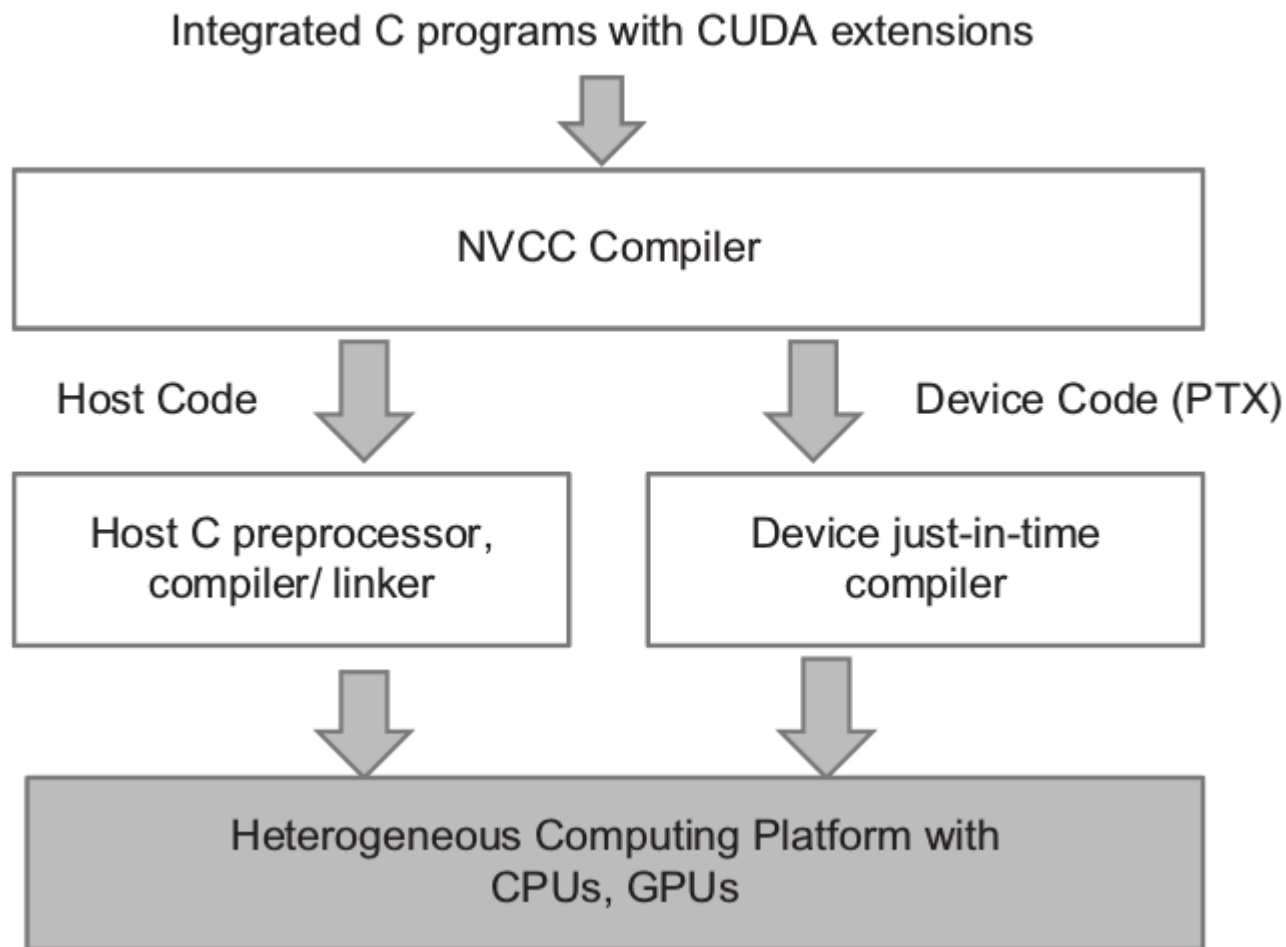 Integrated C programs with CUDA extensions
NVCC Compiler
Host Code
Device Code (PTX)
Host C preprocessor,
compiler/ linker
Device just-in-time
compiler
Heterogeneous Computing Platform with
CPUs, GPUs